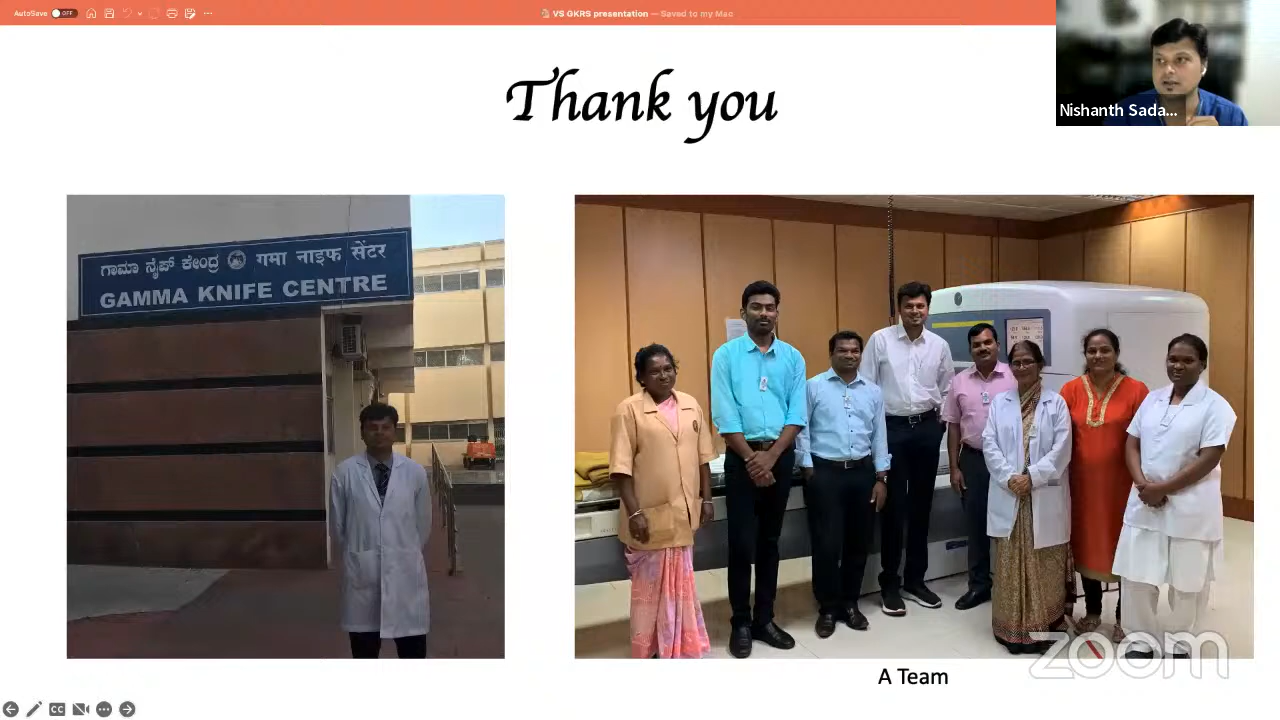 AutoSave OFF
VS GKRS presentation — Saved to my Mac
Nishanth Sada...
Thank you
ಗಾಮಾ ನೈಫ್ ಕೇಂದ್ರ गमा नाइफ सेंटर
GAMMA KNIFE CENTRE
A Team
zoom
CC